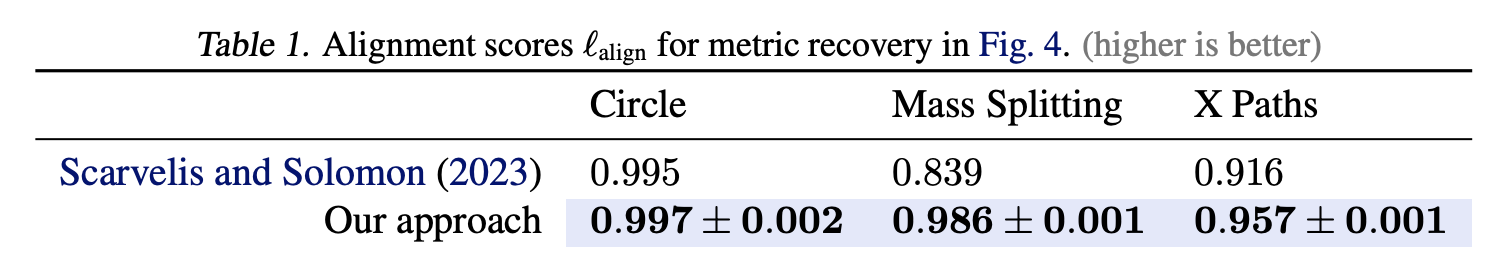 Table 1. Alignment scores ℓalign for metric recovery in Fig. 4. (higher is better)
Circle Mass Splitting X Paths
Scarvelis and Solomon (2023) 0.995 0.839 0.916
Our approach 0.997 ± 0.002 0.986 ± 0.001 0.957 ± 0.001